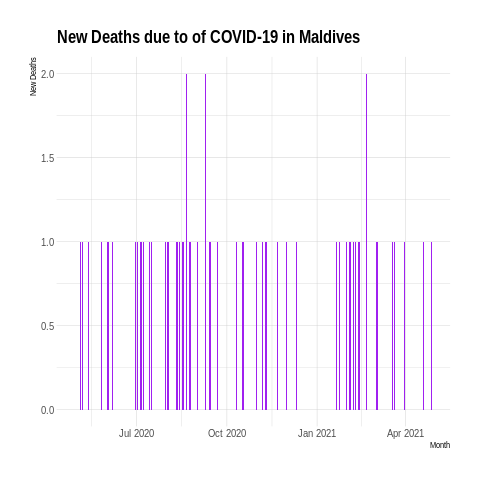 New Deaths due to of COVID-19 in Maldives
New Deaths
2.0
1.5
1.0
0.5
0.0
Jul 2020 Oct 2020 Jan 2021 Apr 2021
Month